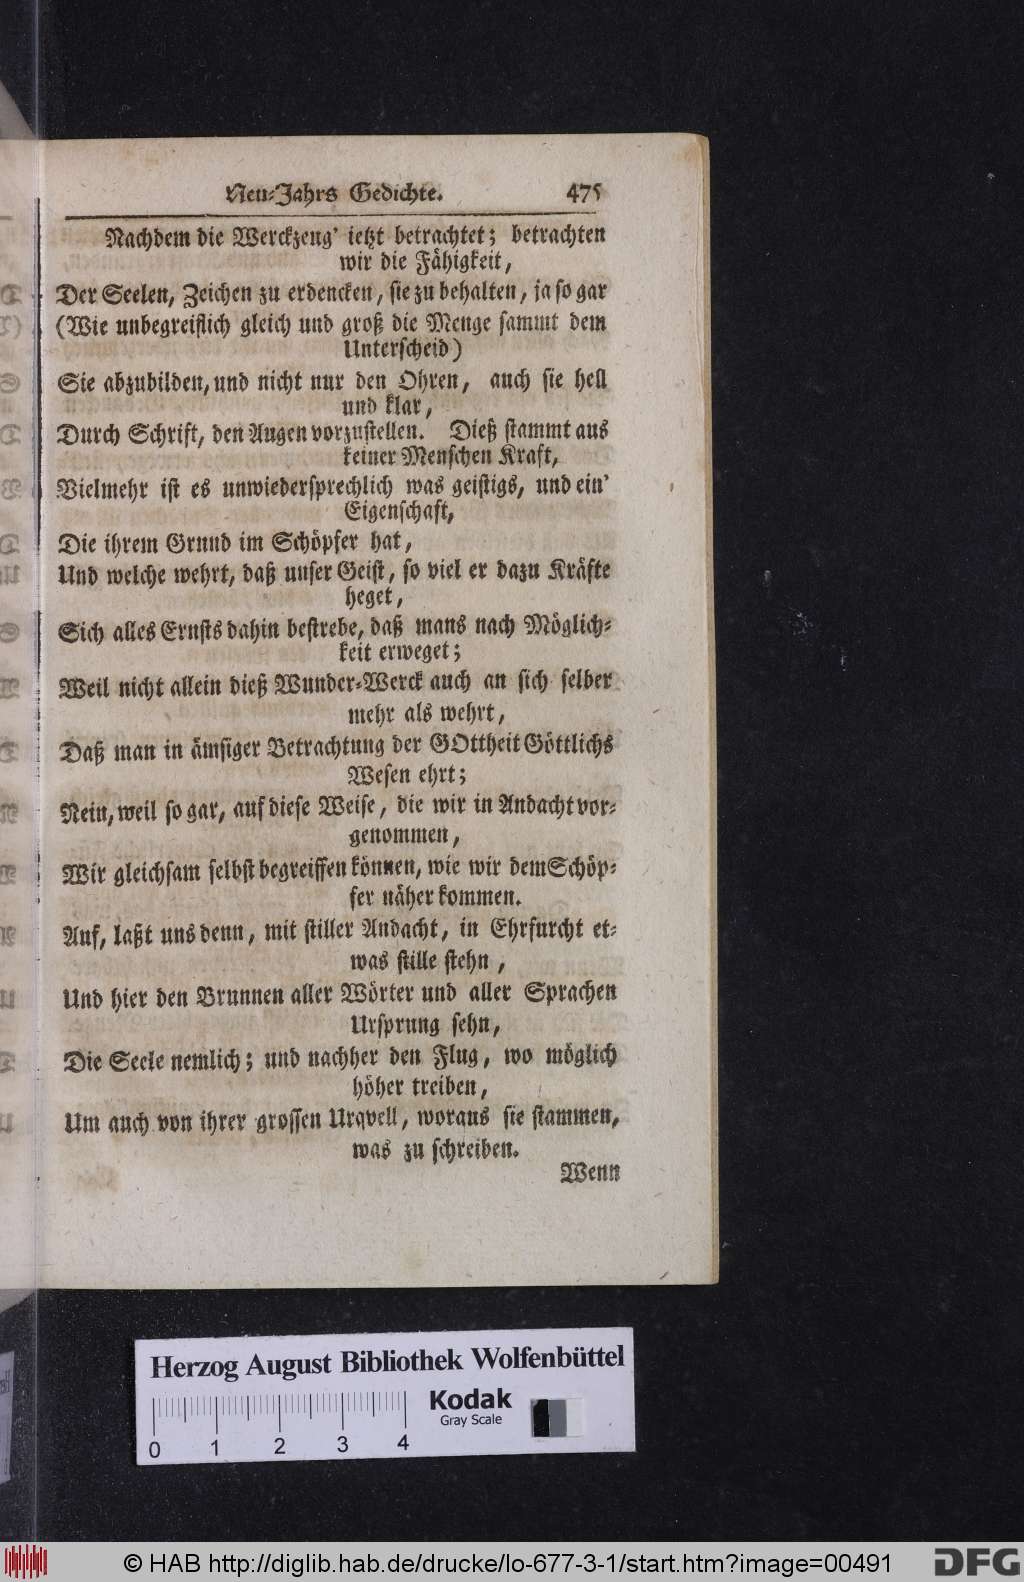 Neu-Jahrs Gedichte. 475
Nachdem die Werckzeug' ietzt betrachtet; betrachten
wir die Fähigkeit,
Der Seelen, Zeichen zu erdencken, sie zu behalten, ja so gar
(Wie unbegreiflich gleich und groß die Menge sammt dem
Unterscheid)
Sie abzubilden, und nicht nur den Ohren, auch sie hell
und klar,
Durch Schrift, den Augen vorzustellen. Dieß stammt aus
keiner Menschen Kraft,
Vielmehr ist es unwiedersprechlich was geistigs, und ein'
Eigenschaft,
Die ihrem Grund im Schöpfer hat,
Und welche wehrt, daß unser Geist, so viel er dazu Kräfte
heget,
Sich alles Ernsts dahin bestrebe, daß mans nach Möglich-
keit erweget;
Weil nicht allein dieß Wunder-Werck auch an sich selber
mehr als wehrt,
Daß man in ämsiger Betrachtung der GOttheit Göttlichs
Wesen ehrt;
Nein, weil so gar, auf diese Weise, die wir in Andacht vor-
genommen,
Wir gleichsam selbst begreiffen können, wie wir dem Schöp-
fer näher kommen.
Auf, laßt uns denn, mit stiller Andacht, in Ehrfurcht et-
was stille stehn,
Und hier den Brunnen aller Wörter und aller Sprachen
Ursprung sehn,
Die Seele nemlich; und nachher den Flug, wo möglich
höher treiben,
Um auch von ihrer grossen Urqvell, woraus sie stammen,
was zu schreiben.
Wenn
Herzog August Bibliothek Wolfenbüttel
Kodak
Gray Scale
0 1 2 3 4
© HAB http://diglib.hab.de/drucke/lo-677-3-1/start.htm?image=00491
DFG